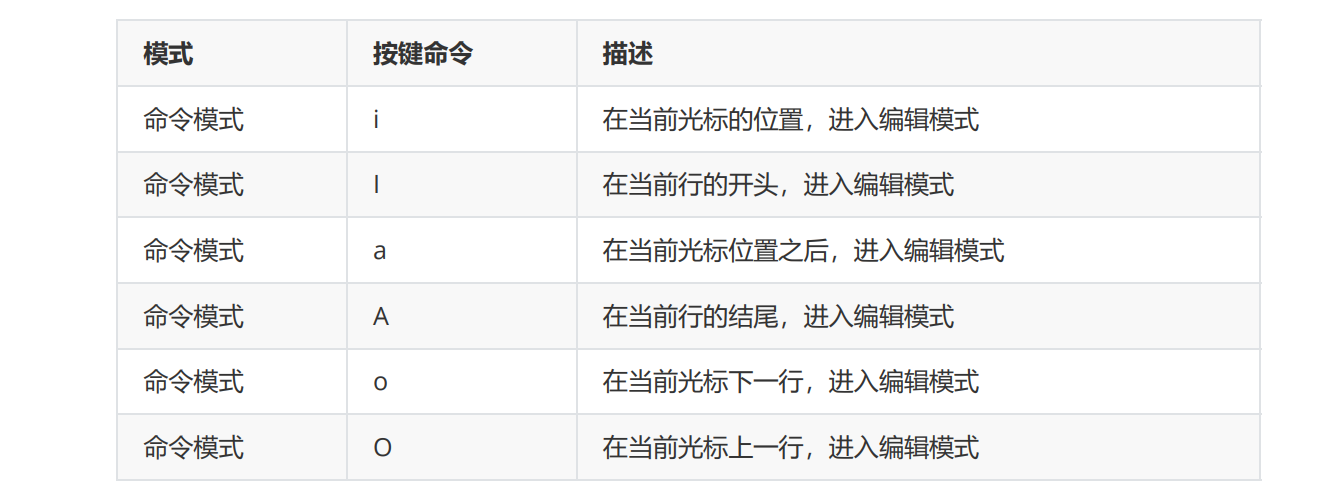 模式 按键命令 描述
命令模式 i 在当前光标的位置，进入编辑模式
命令模式 I 在当前行的开头，进入编辑模式
命令模式 a 在当前光标位置之后，进入编辑模式
命令模式 A 在当前行的结尾，进入编辑模式
命令模式 o 在当前光标下一行，进入编辑模式
命令模式 O 在当前光标上一行，进入编辑模式